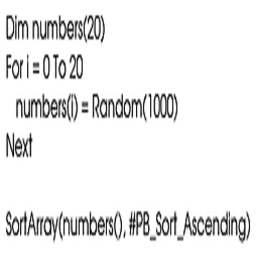 Dim numbers(20)
For i = 0 To 20
numbers(i) = Random(1000)
Next
SortArray(numbers(), #PB_Sort_Ascending)